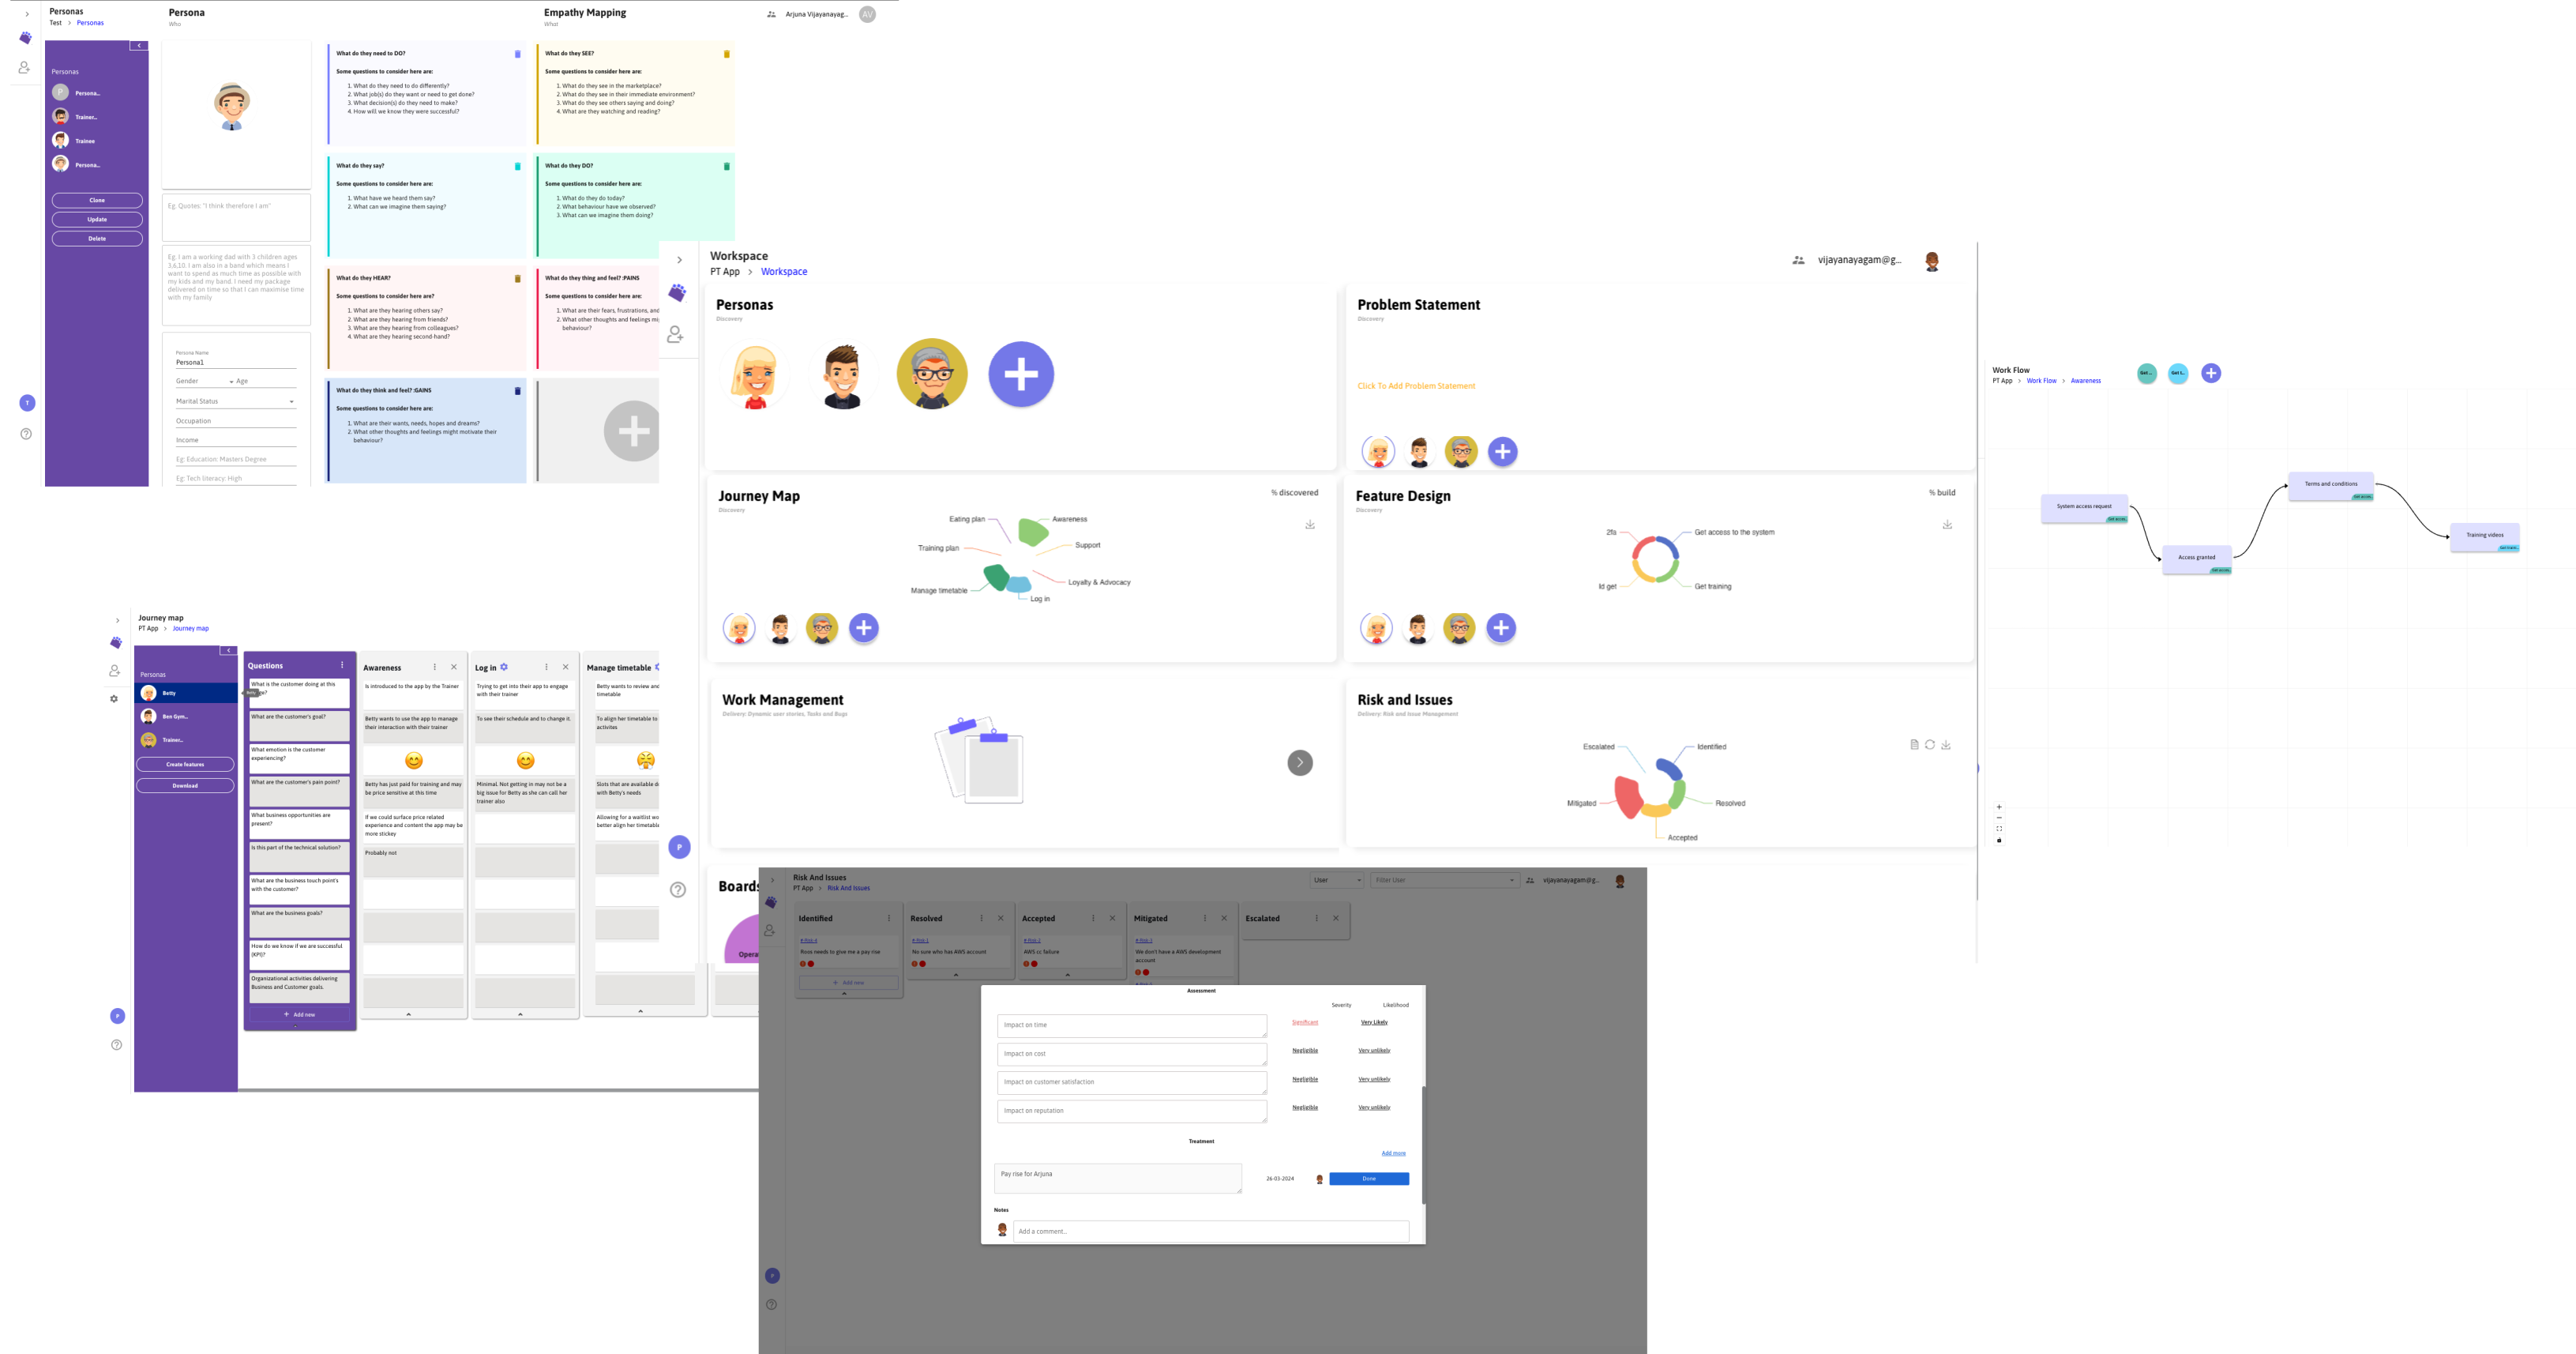 Personas
Test > Personas
Persona
Who
Empathy Mapping
What
Arjuna Vijayanayag...
AV
Personas
P
Persona...
Trainer...
Trainee
Persona...
Clone
Update
Delete
T
Eg: Quotes: "I think therefore I am"
Eg: I am a working dad with 3 children ages
3,6,10. I am also in a band which means I
want to spend as much time as possible with
my kids and my band. I need my package
delivered on time so that I can maximise time
with my family
Persona Name
Persona1
Gender
Age
Marital Status
Occupation
Income
Eg: Education: Masters Degree
Eg: Tech literacy: High
What do they need to DO?
Some questions to consider here are:
1. What do they need to do differently?
2. What job(s) do they want or need to get done?
3. What decision(s) do they need to make?
4. How will we know they were successful?
What do they SEE?
Some questions to consider here are:
1. What do they see in the marketplace?
2. What do they see in their immediate environment?
3. What do they see others saying and doing?
4. What are they watching and reading?
What do they say?
Some questions to consider here are:
1. What have we heard them say?
2. What can we imagine them saying?
What do they DO?
Some questions to consider here are:
1. What do they do today?
2. What behaviour have we observed?
3. What can we imagine them doing?
What do they HEAR?
Some questions to consider here are?
1. What are they hearing others say?
2. What are they hearing from friends?
3. What are they hearing from colleagues?
4. What are they hearing second-hand?
What do they thing and feel? :PAINS
Some questions to consider here are:
1. What are their fears, frustrations, and
2. What other thoughts and feelings mi
behaviour?
What do they think and feel? :GAINS
Some questions to consider here are:
1. What are their wants, needs, hopes and dreams?
2. What other thoughts and feelings might motivate their
behaviour?
Workspace
PT App > Workspace
vijayanayagam@g...
Personas
Discovery
Problem Statement
Discovery
Click To Add Problem Statement
Journey Map
Discovery
% discovered
Eating plan
Awareness
Training plan
Support
Loyalty & Advocacy
Manage timetable
Log in
Feature Design
Discovery
% build
2fa
Get access to the system
Id get
Get training
Work Management
Delivery: Dynamic user stories, Tasks and Bugs
Risk and Issues
Delivery: Risk and Issue Management
Escalated
Identified
Mitigated
Resolved
Accepted
P
Boards
Opera
Work Flow
PT App > Work Flow > Awareness
Get ...
Get t...
System access request
Get acces...
Access granted
Get acces...
Terms and conditions
Get acces...
Training videos
Journey map
PT App > Journey map
Personas
Betty
Ben Gym...
Trainer...
Create features
Download
P
Questions
What is the customer doing at this
Betty
What are the customer's goal?
What emotion is the customer
experiencing?
What are the customer's pain point?
What business opportunities are
present?
Is this part of the technical solution?
What are the business touch point's
with the customer?
What are the business goals?
How do we know if we are successful
(KPI)?
Organizational activities delivering
Business and Customer goals.
+ Add new
Awareness
Is introduced to the app by the Trainer
Betty wants to use the app to manage
their interaction with their trainer
Betty has just paid for training and may
be price sensitive at this time
If we could surface price related
experience and content the app may be
more stickey
Probably not
Log in
Trying to get into their app to engage
with their trainer
To see their schedule and to change it.
Minimal. Not getting in may not be a
big issue for Betty as she can call her
trainer also
Manage timetable
Betty wants to review and
timetable
To align her timetable to
activites
Slots that are available d
with Betty's needs
Allowing for a waitlist wo
better align her timetable
Risk And Issues
PT App > Risk And Issues
User
Filter User
vijayanayagam@g...
Identified
# Risk 4
Roos needs to give me a pay rise
+ Add new
Resolved
# Risk 1
No sure who has AWS account
Accepted
# Risk 2
AWS cc failure
Mitigated
# Risk 3
We don't have a AWS development
account
Escalated
P
Assessment
Severity
Likelihood
Impact on time
Significant
Very Likely
Impact on cost
Negligible
Very unlikely
Impact on customer satisfaction
Negligible
Very unlikely
Impact on reputation
Negligible
Very unlikely
Treatment
Add more
Pay rise for Arjuna
26-03-2024
Done
Notes
Add a comment...